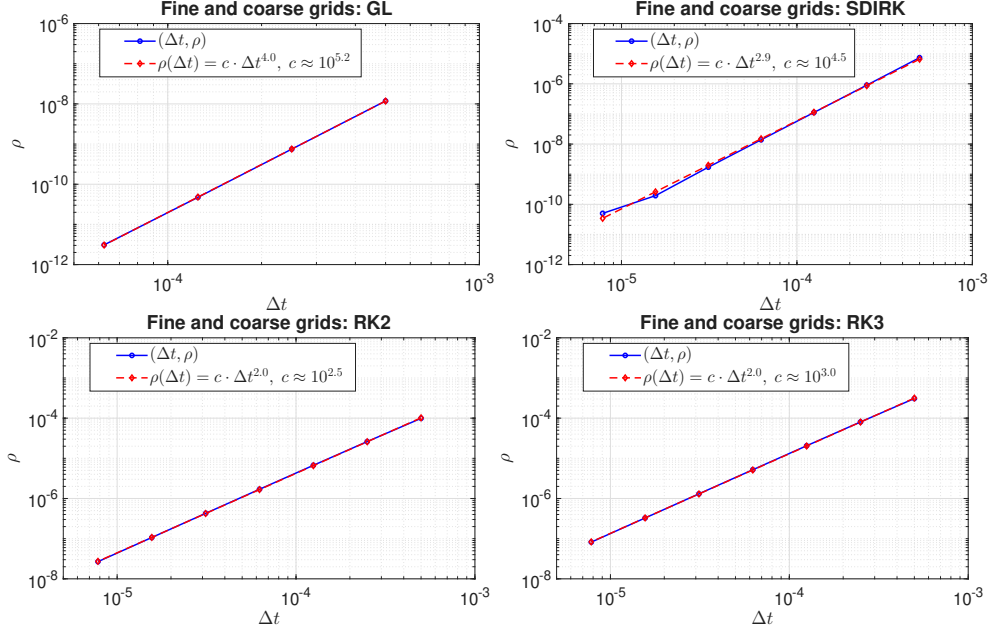 Fine and coarse grids: GL
10^-6
10^-8
10^-10
10^-12
ρ
(Δt, ρ)
ρ(Δt) = c · Δt^4.0, c ≈ 10^5.2
10^-4
10^-3
Δt
Fine and coarse grids: SDIRK
10^-4
10^-6
10^-8
10^-10
10^-12
ρ
(Δt, ρ)
ρ(Δt) = c · Δt^2.9, c ≈ 10^4.5
10^-5
10^-4
10^-3
Δt
Fine and coarse grids: RK2
10^-2
10^-4
10^-6
10^-8
ρ
(Δt, ρ)
ρ(Δt) = c · Δt^2.0, c ≈ 10^2.5
10^-5
10^-4
10^-3
Δt
Fine and coarse grids: RK3
10^-2
10^-4
10^-6
10^-8
ρ
(Δt, ρ)
ρ(Δt) = c · Δt^2.0, c ≈ 10^3.0
10^-5
10^-4
10^-3
Δt